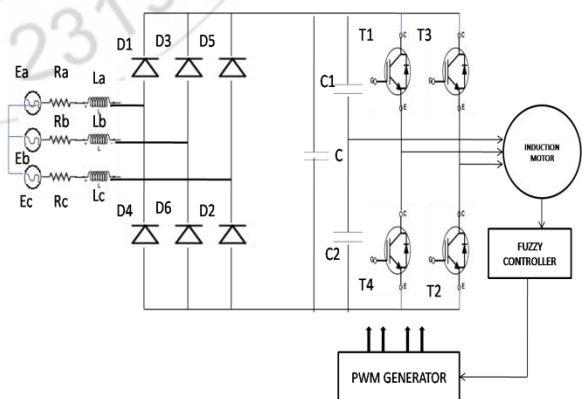 231
D1 D3 D5
T1 T3
Ea Ra La
C1
Rb Lb
Eb
C
Rc Lc
Ec
D4 D6 D2
C2
T4 T2
C
C
G
G
E
E
C
C
G
G
E
E
L
L
L
INDUCTION
MOTOR
FUZZY
CONTROLLER
PWM GENERATOR